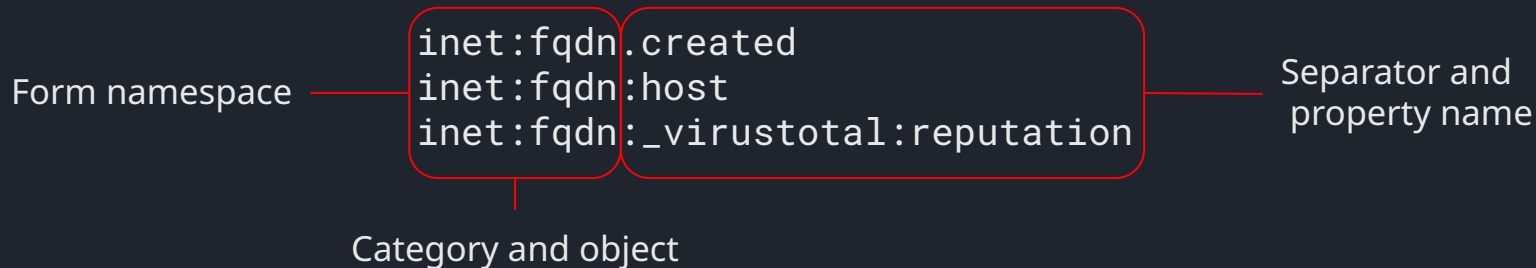 inet:fqdn.created
inet:fqdn:host
inet:fqdn:_virustotal:reputation
Form namespace
Separator and
property name
Category and object